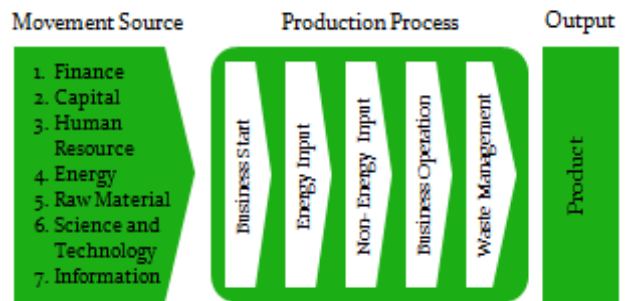 Movement Source
Production Process
Output
1. Finance
2. Capital
3. Human
Resource
4. Energy
5. Raw Material
6. Science and
Technology
7. Information
Business Start
Energy Input
Non- Energy Input
Business Operation
Waste Management
Product